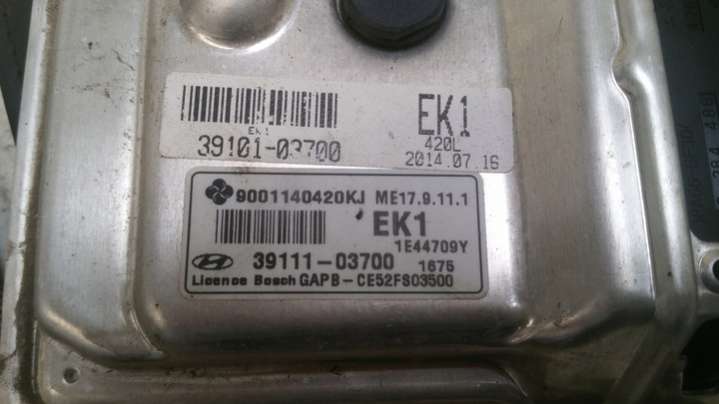 EK1
EK1
420L
39101-03700
2014.07.16
9001140420KJ ME17.9.11.1
EK1
1E44709Y
39111-03700 1675
Licence Bosch GAPB-CE52FS03500